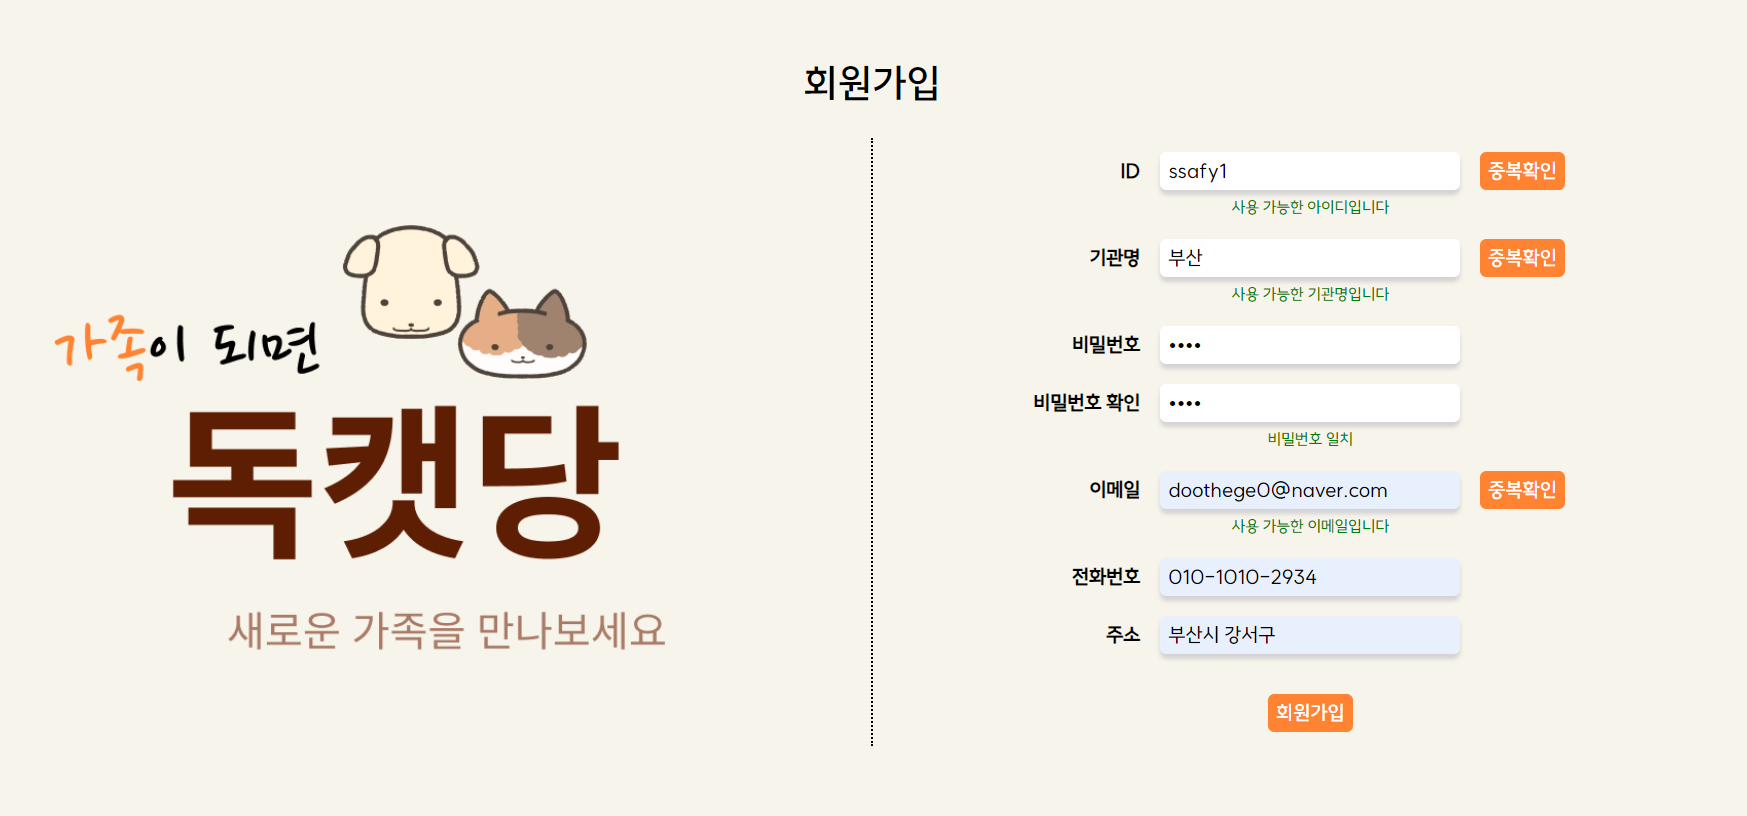 회원가입
가족이 되면
독캣당
새로운 가족을 만나보세요
ID ssafy1 중복확인
사용 가능한 아이디입니다
기관명 부산 중복확인
사용 가능한 기관명입니다
비밀번호 ••••
비밀번호 확인 ••••
비밀번호 일치
이메일 doothege0@naver.com 중복확인
사용 가능한 이메일입니다
전화번호 010-1010-2934
주소 부산시 강서구
회원가입